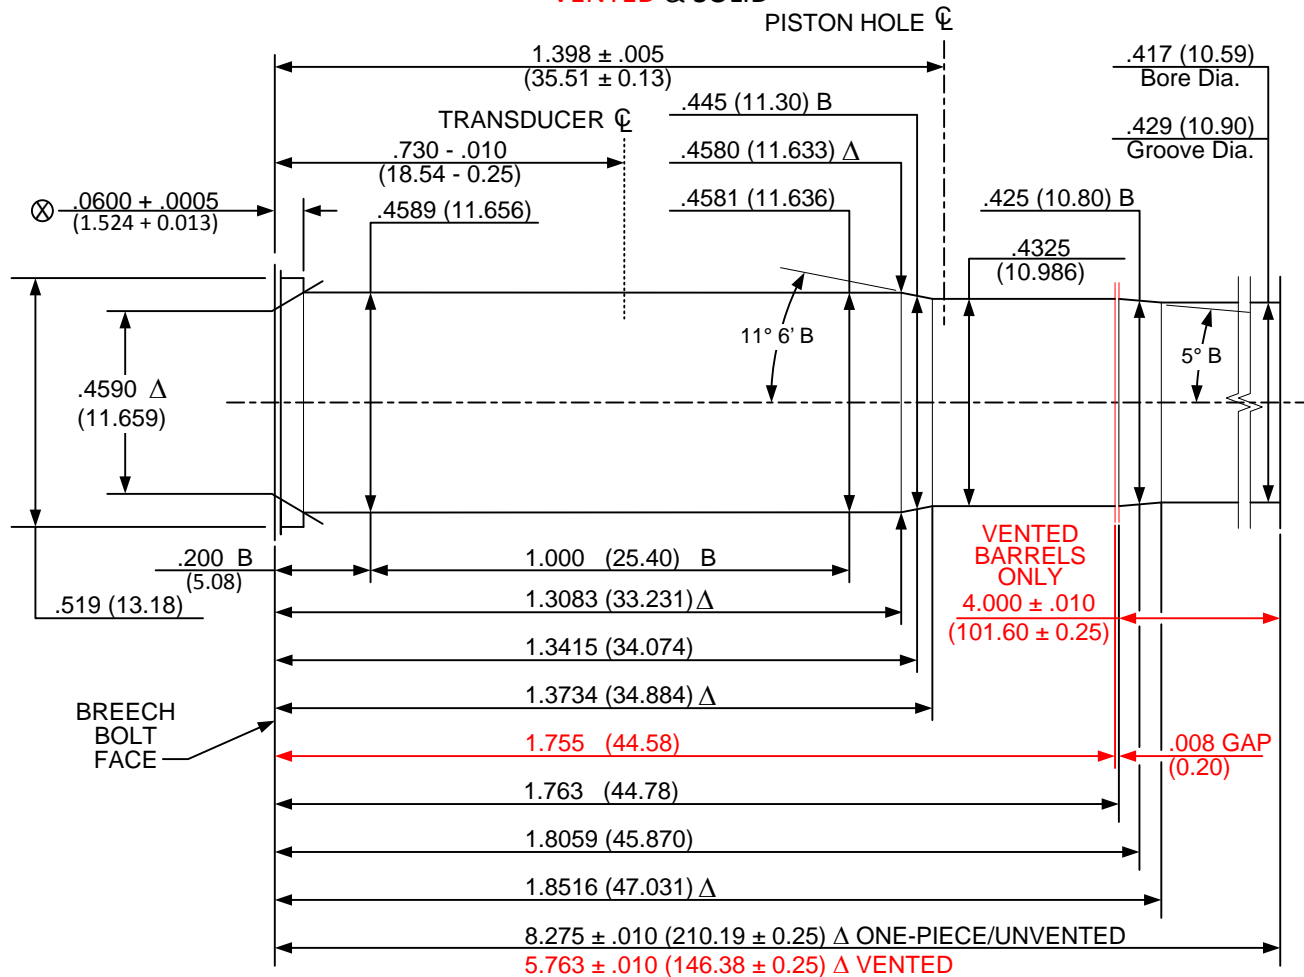 PISTON HOLE ℄
1.398 ± .005
(35.51 ± 0.13)
.417 (10.59)
Bore Dia.
.445 (11.30) B
TRANSDUCER ℄
.429 (10.90)
Groove Dia.
.730 - .010
(18.54 - 0.25)
.4580 (11.633) Δ
⊗ .0600 + .0005
(1.524 + 0.013)
.4589 (11.656)
.4581 (11.636)
.425 (10.80) B
.4325
(10.986)
11° 6' B
5° B
.4590 Δ
(11.659)
VENTED
BARRELS
ONLY
.200 B
(5.08)
1.000 (25.40) B
4.000 ± .010
(101.60 ± 0.25)
.519 (13.18)
1.3083 (33.231) Δ
1.3415 (34.074)
1.3734 (34.884) Δ
BREECH
BOLT
FACE
1.755 (44.58)
.008 GAP
(0.20)
1.763 (44.78)
1.8059 (45.870)
1.8516 (47.031) Δ
8.275 ± .010 (210.19 ± 0.25) Δ ONE-PIECE/UNVENTED
5.763 ± .010 (146.38 ± 0.25) Δ VENTED